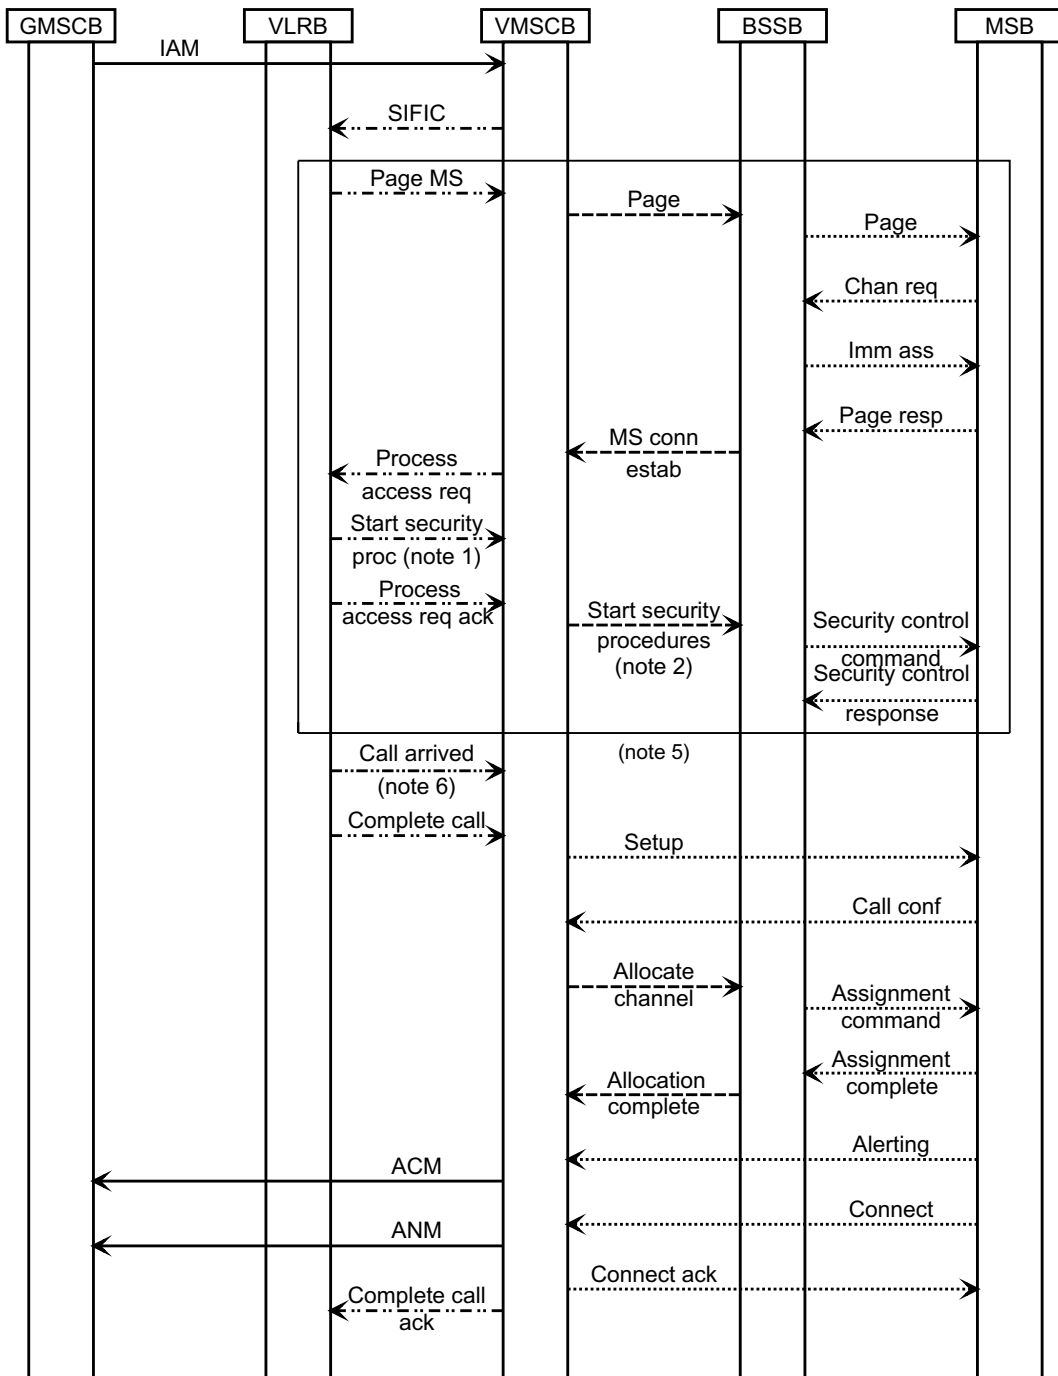 GMSCB
VLRB
VMSCB
BSSB
MSB
IAM
SIFIC
Page MS
Page
Page
Chan req
Imm ass
Page resp
MS conn
estab
Process
access req
Start security
proc (note 1)
Process
access req ack
Start security
procedures
(note 2)
Security control
command
Security control
response
(note 5)
Call arrived
(note 6)
Complete call
Setup
Call conf
Allocate
channel
Assignment
command
Assignment
complete
Allocation
complete
Alerting
ACM
Connect
ANM
Connect ack
Complete call
ack